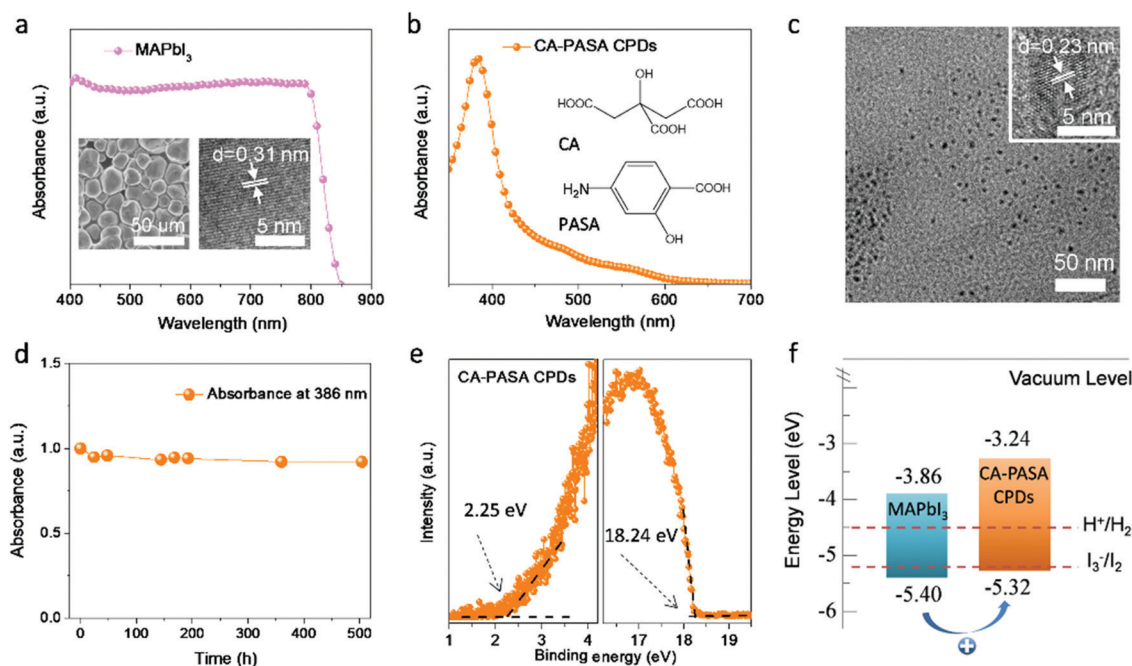 a
MAPbI₃
Absorbance (a.u.)
d=0.31 nm
50 µm
5 nm
400 500 600 700 800 900
Wavelength (nm)
b
CA-PASA CPDs
Absorbance (a.u.)
OH
HOOC
COOH
COOH
CA
H₂N
COOH
PASA
OH
400 500 600 700
Wavelength (nm)
c
d=0.23 nm
5 nm
50 nm
d
1.5
Absorbance at 386 nm
1.0
Absorbance (a.u.)
0.5
0.0
0 100 200 300 400 500
Time (h)
e
CA-PASA CPDs
Intensity (a.u.)
2.25 eV
18.24 eV
1 2 3 4 17 18 19
Binding energy (eV)
f
Vacuum Level
Energy Level (eV)
-3
-4
-5
-6
-3.24
-3.86
CA-PASA
CPDs
MAPbI₃
H⁺/H₂
I₃⁻/I₂
-5.40
-5.32
+